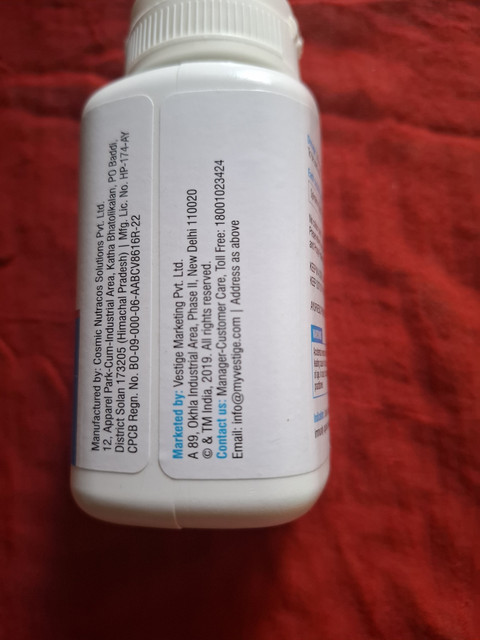 Manufactured by: Cosmic Nutracos Solutions Pvt. Ltd.
12, Apparel Park-Cum-Industrial Area, Katha Bhatolikalan, PO Baddi,
District Solan 173205 (Himachal Pradesh) | Mfg. Lic. No. HP-174-AY
CPCB Regn. No. BO-09-000-06-AABCV8616R-22
Marketed by: Vestige Marketing Pvt. Ltd.
A 89, Okhla Industrial Area, Phase II, New Delhi 110020
© & TM India, 2019. All rights reserved.
Contact us: Manager-Customer Care, Toll Free: 18001023424
Email: info@myvestige.com | Address as above